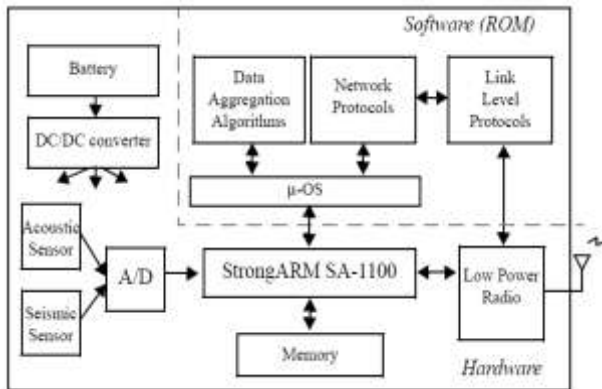 Software (ROM)
Battery
Data
Aggregation
Algorithms
Network
Protocols
Link
Level
Protocols
DC/DC converter
μ-OS
Acoustic
Sensor
A/D
StrongARM SA-1100
Low Power
Radio
Seismic
Sensor
Memory
Hardware